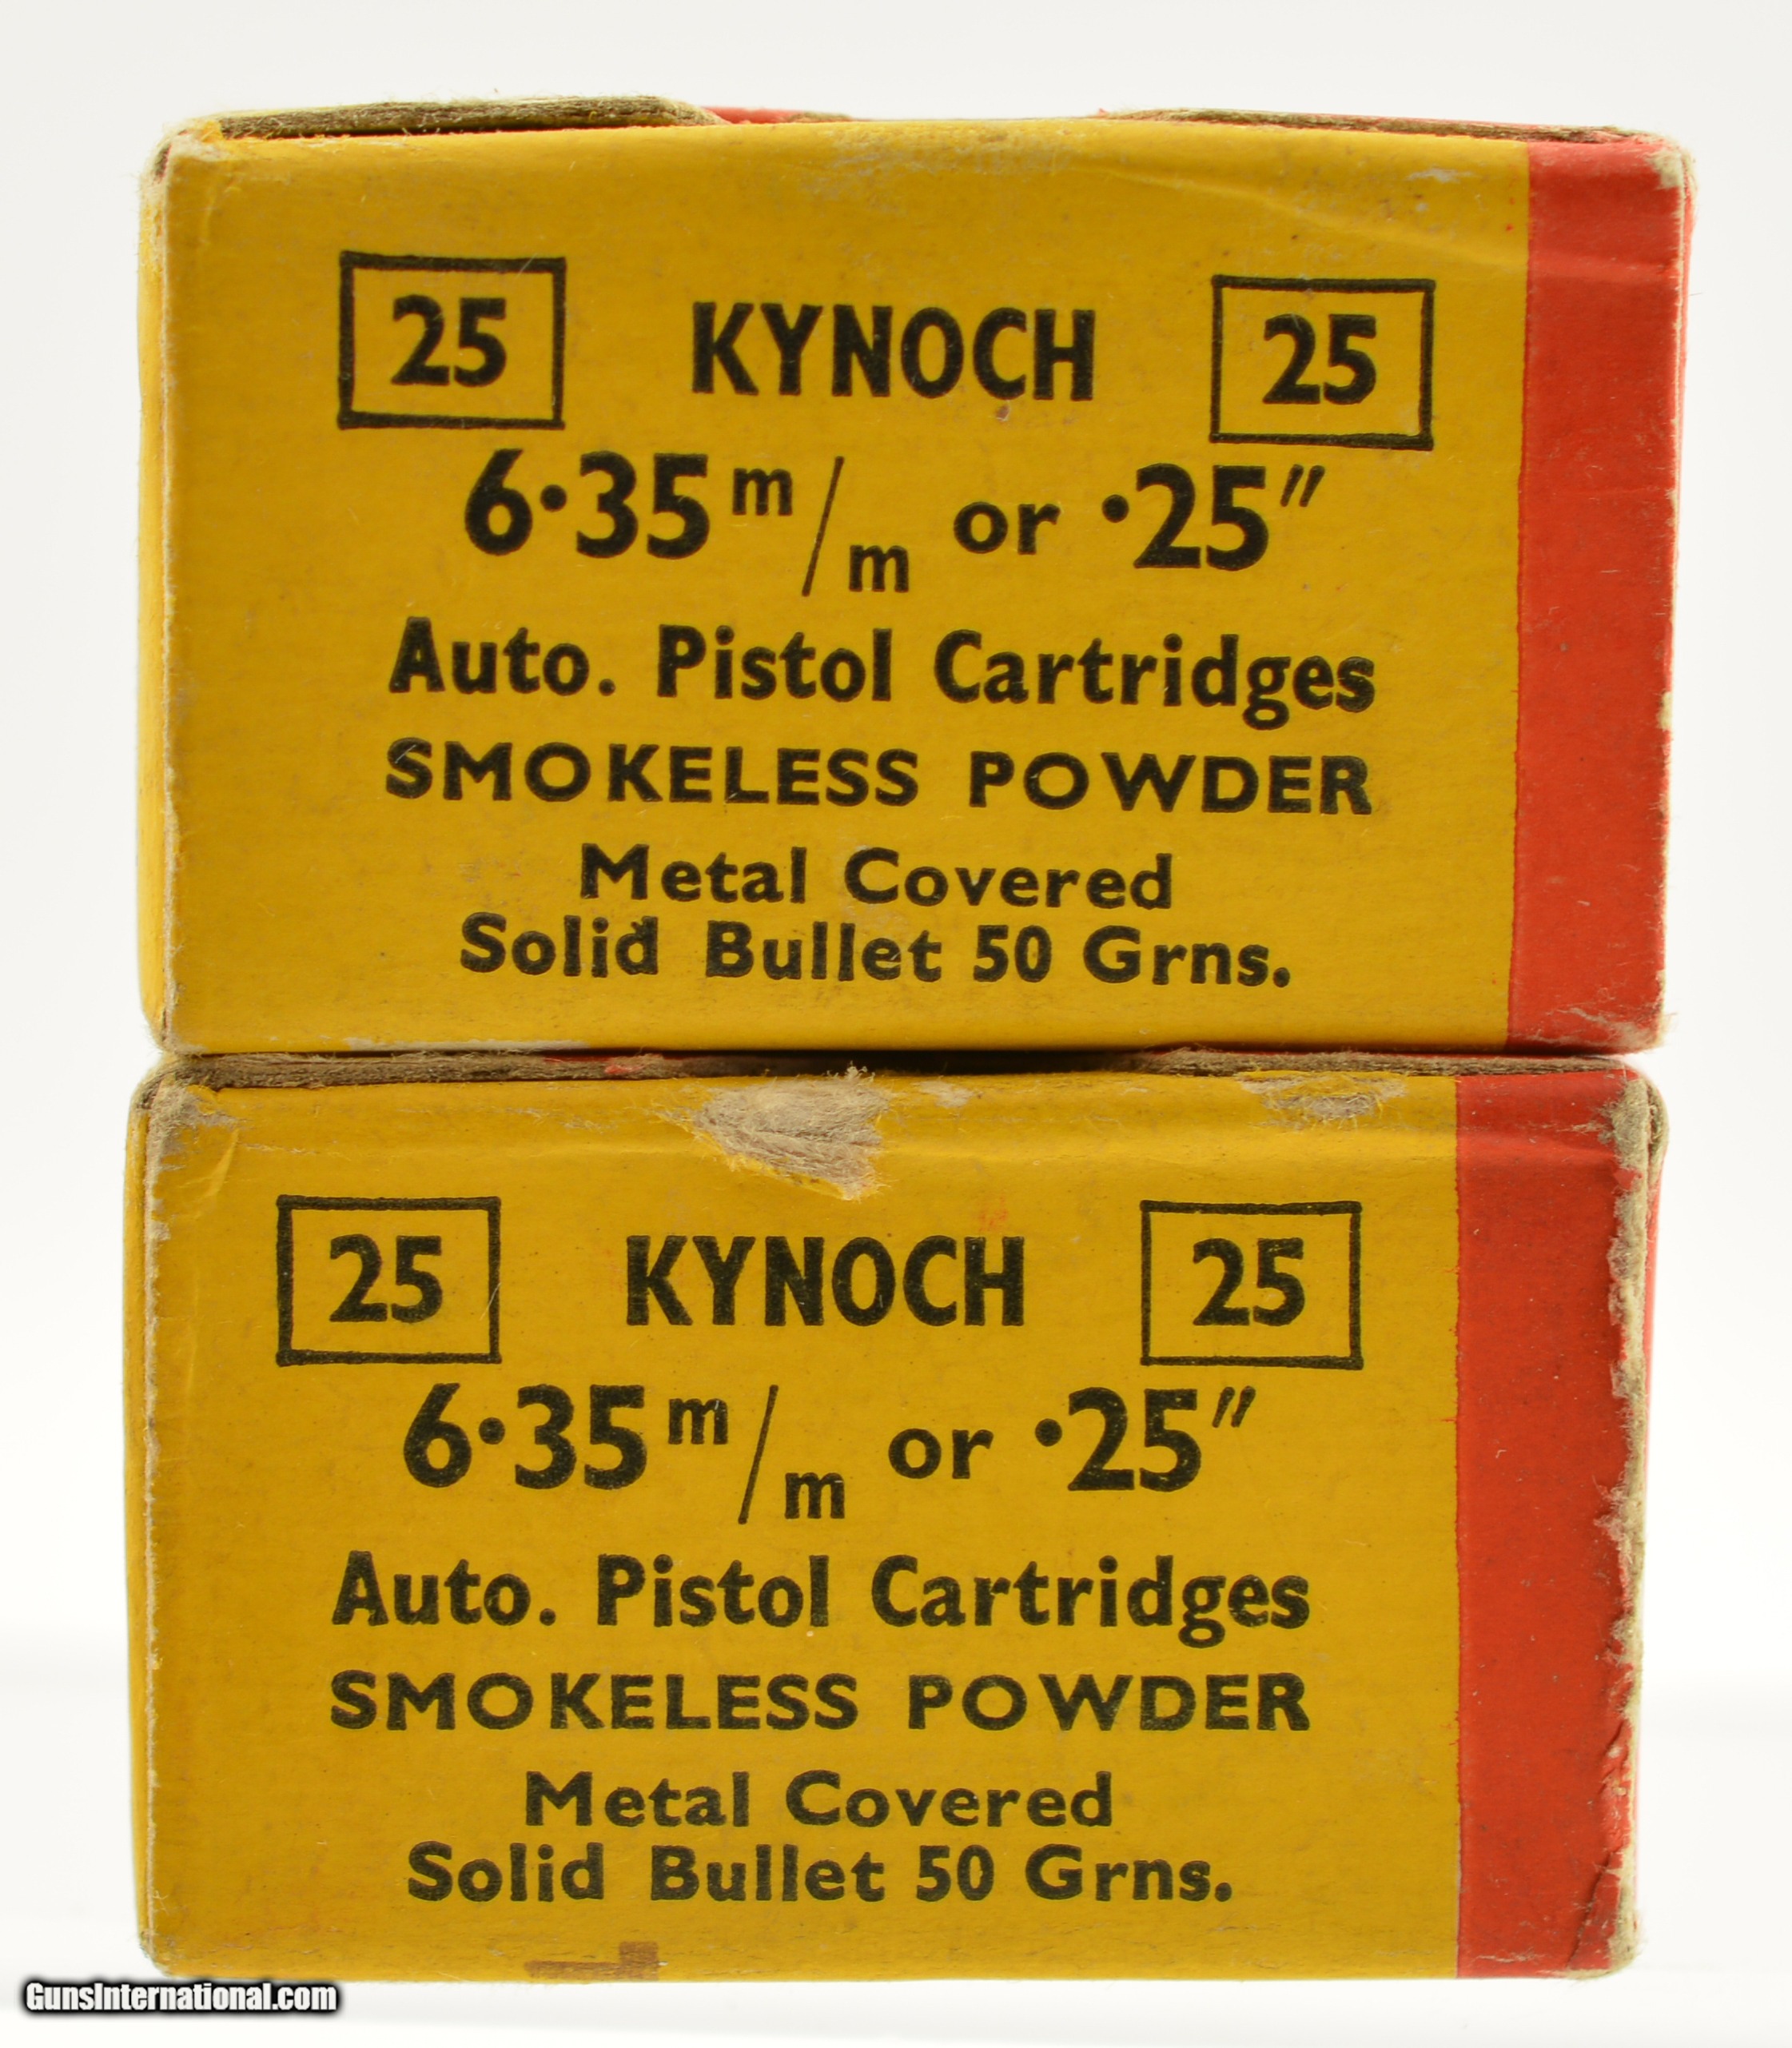 25 KYNOCH 25
6·35 m/m or ·25"
Auto. Pistol Cartridges
SMOKELESS POWDER
Metal Covered
Solid Bullet 50 Grns.
25 KYNOCH 25
6·35 m/m or ·25"
Auto. Pistol Cartridges
SMOKELESS POWDER
Metal Covered
Solid Bullet 50 Grns.
GunsInternational.com